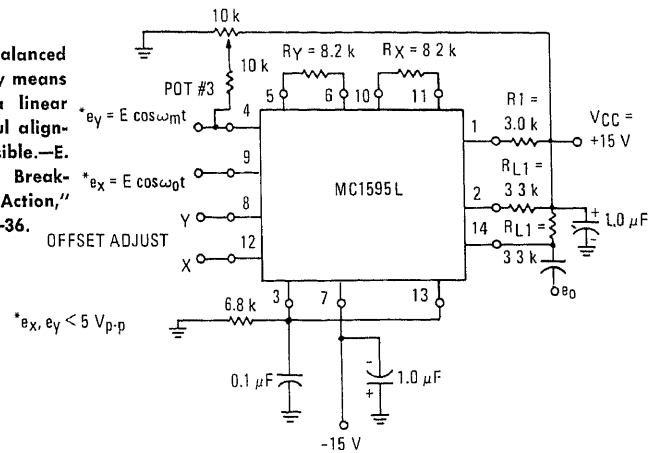 10 k
alanced
y means
a linear
ul align-
sible.—E.
Break-
Action,"
-36.
10 k
POT #3
RY = 8.2 k
RX = 8.2 k
5
6
10
11
*ey = E cosωmt
4
1
R1 =
3.0 k
VCC =
+15 V
9
*ex = E cosω0t
MC1595L
RL1 =
2
3 3 k
8
Y
RL1 =
1.0 μF
14
OFFSET ADJUST
12
X
3 3 k
eo
3
7
13
6.8 k
*ex, ey < 5 Vp-p
0.1 μF
1.0 μF
-15 V